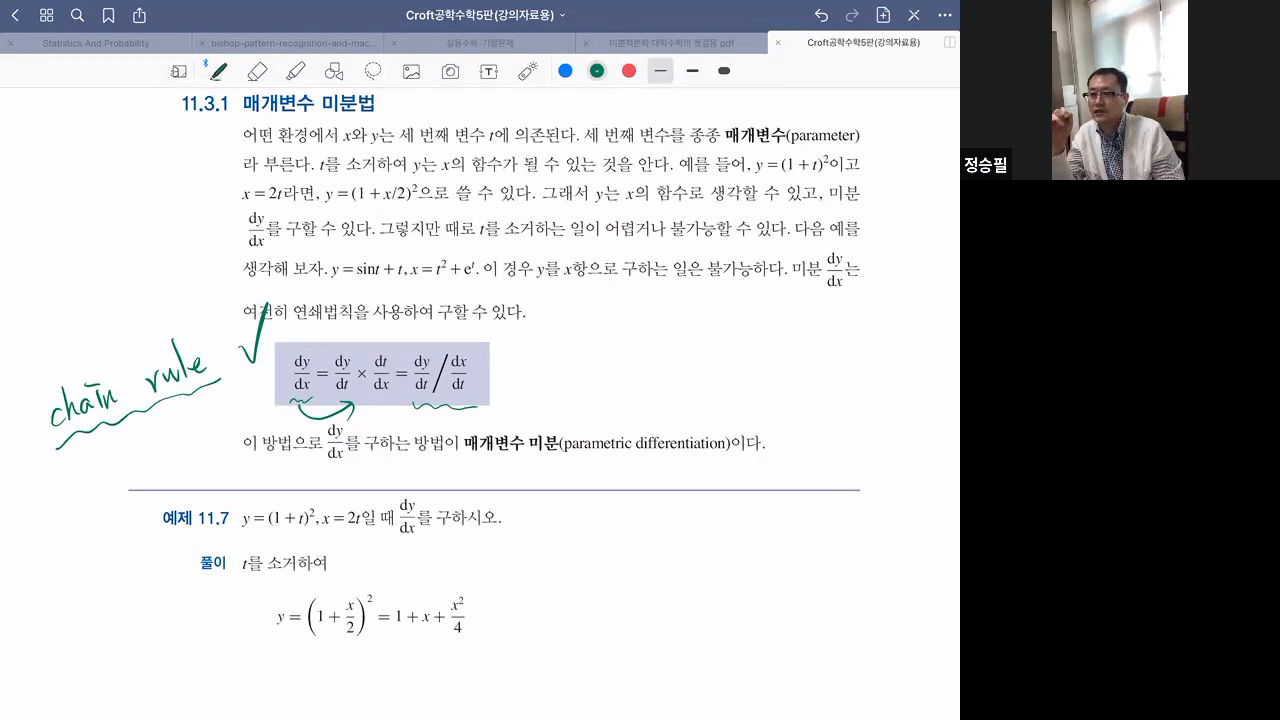 Croft공학수학5판(강의자료용)
Statistics And Probability
bishop-pattern-recognition-and-mac...
실용수학-기말문제
미분적분학 대학수학의 첫걸음.pdf
Croft공학수학5판(강의자료용)
11.3.1 매개변수 미분법
어떤 환경에서 x와 y는 세 번째 변수 t에 의존된다. 세 번째 변수를 종종 매개변수(parameter)
라 부른다. t를 소거하여 y는 x의 함수가 될 수 있는 것을 안다. 예를 들어, y = (1 + t)²이고
x = 2t라면, y = (1 + x/2)²으로 쓸 수 있다. 그래서 y는 x의 함수로 생각할 수 있고, 미분
dy/dx를 구할 수 있다. 그렇지만 때로 t를 소거하는 일이 어렵거나 불가능할 수 있다. 다음 예를
생각해 보자. y = sint + t, x = t² + eᵗ. 이 경우 y를 x항으로 구하는 일은 불가능하다. 미분 dy/dx는
여전히 연쇄법칙을 사용하여 구할 수 있다.
chain rule ✓
dy/dx = dy/dt × dt/dx = dy/dt / dx/dt
이 방법으로 dy/dx를 구하는 방법이 매개변수 미분(parametric differentiation)이다.
예제 11.7 y = (1 + t)², x = 2t일 때 dy/dx를 구하시오.
풀이 t를 소거하여
y = (1 + x/2)² = 1 + x + x²/4
정승필